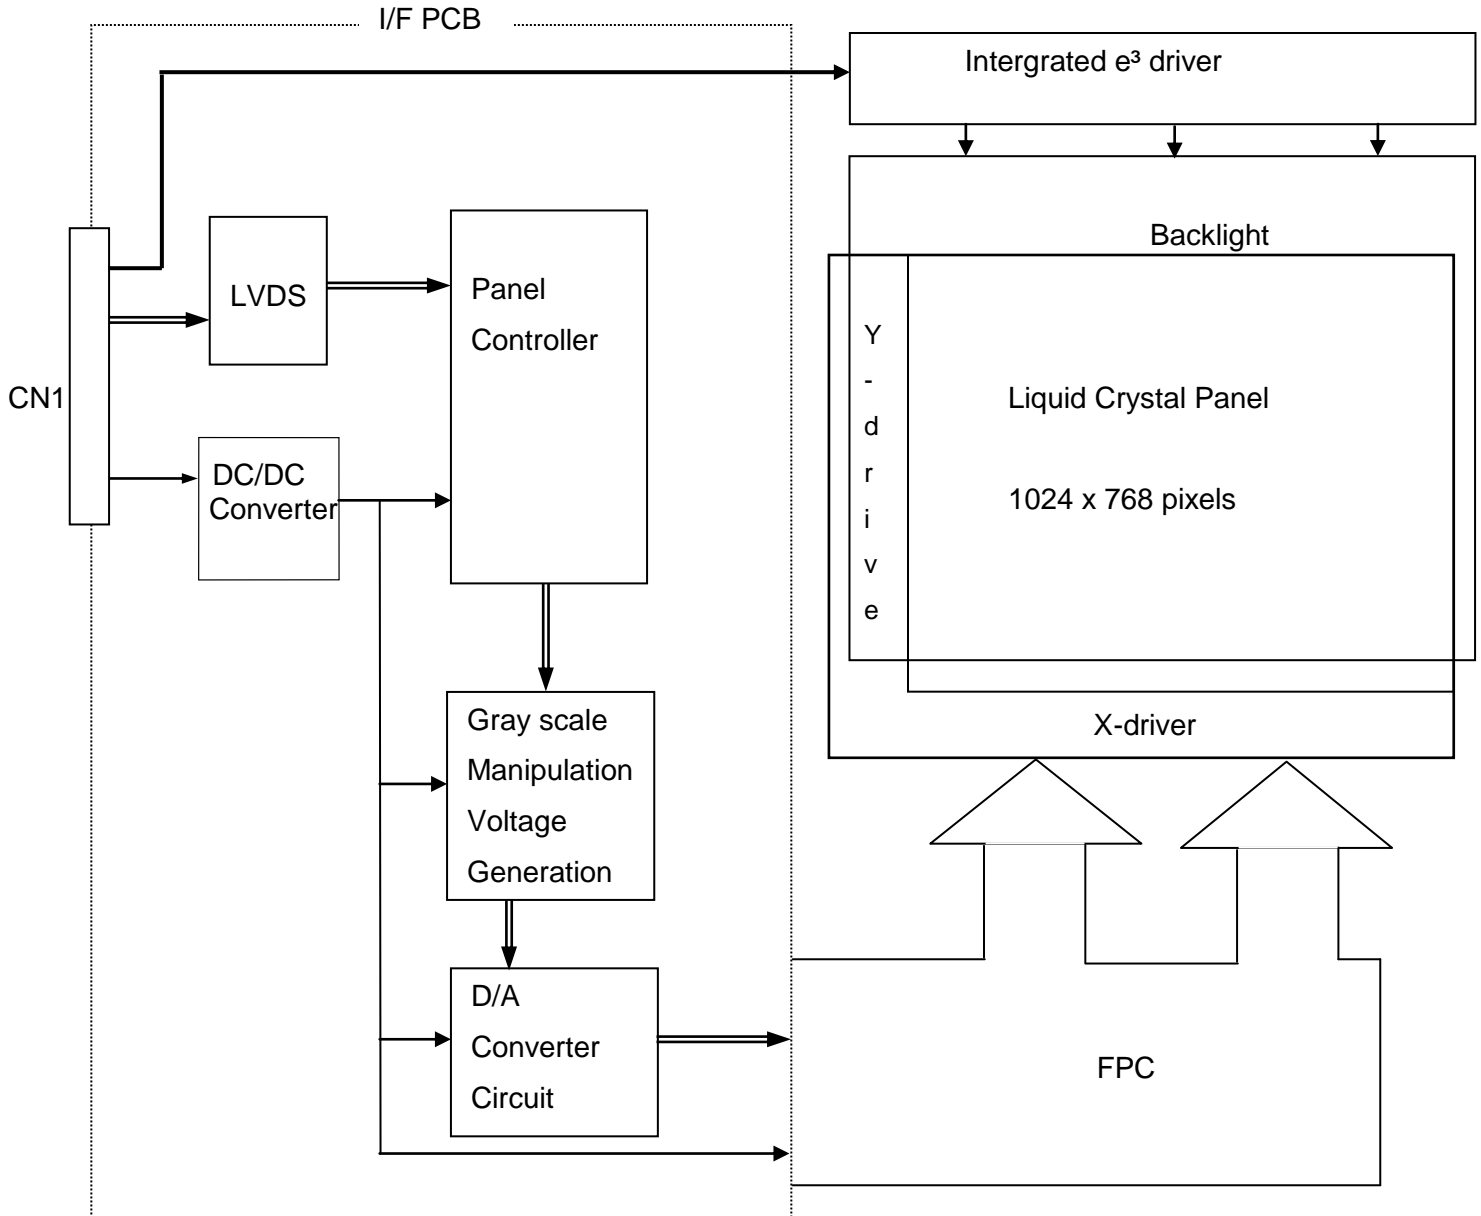 I/F PCB
Intergrated e³ driver
Backlight
LVDS
Panel
Controller
CN1
DC/DC
Converter
Y
-
d
r
i
v
e
Liquid Crystal Panel
1024 x 768 pixels
X-driver
Gray scale
Manipulation
Voltage
Generation
D/A
Converter
Circuit
FPC